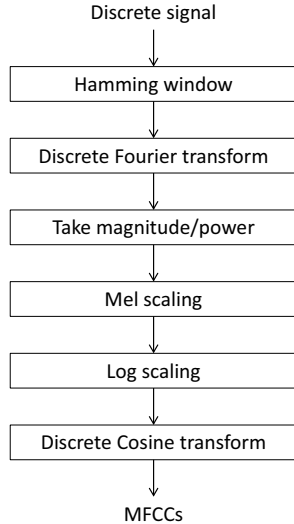 Discrete signal
Hamming window
Discrete Fourier transform
Take magnitude/power
Mel scaling
Log scaling
Discrete Cosine transform
MFCCs